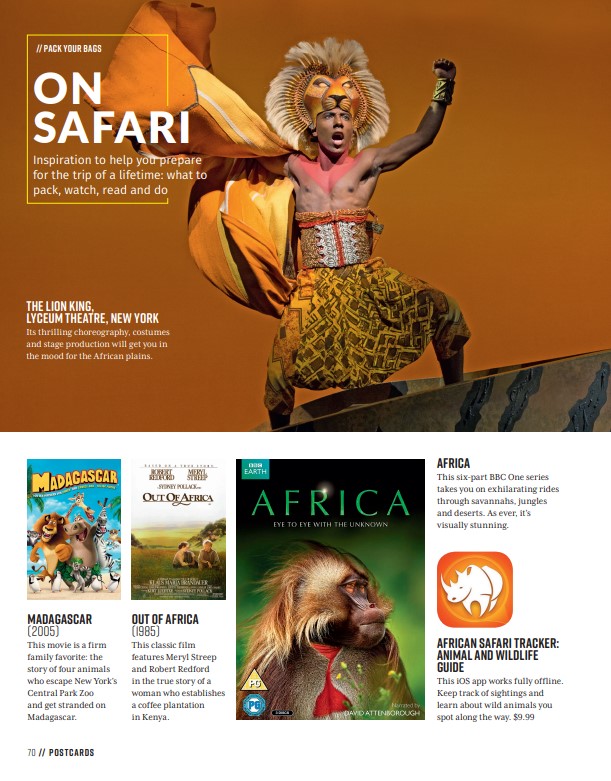 // PACK YOUR BAGS
ON
SAFARI
Inspiration to help you prepare
for the trip of a lifetime: what to
pack, watch, read and do
THE LION KING,
LYCEUM THEATRE, NEW YORK
Its thrilling choreography, costumes
and stage production will get you in
the mood for the African plains.
MADAGASCAR
MADAGASCAR
(2005)
This movie is a firm
family favorite: the
story of four animals
who escape New York's
Central Park Zoo
and get stranded on
Madagascar.
BASED ON A TRUE STORY
ROBERT REDFORD
MERYL STREEP
OUT OF AFRICA
KLAUS MARIA BRANDAUER
OUT OF AFRICA
(1985)
This classic film
features Meryl Streep
and Robert Redford
in the true story of a
woman who establishes
a coffee plantation
in Kenya.
BBC
EARTH
AFRICA
EYE TO EYE WITH THE UNKNOWN
PG
PG
Narrated by
DAVID ATTENBOROUGH
AFRICA
This six-part BBC One series
takes you on exhilarating rides
through savannahs, jungles
and deserts. As ever, it's
visually stunning.
AFRICAN SAFARI TRACKER:
ANIMAL AND WILDLIFE
GUIDE
This iOS app works fully offline.
Keep track of sightings and
learn about wild animals you
spot along the way. $9.99
70 // POSTCARDS